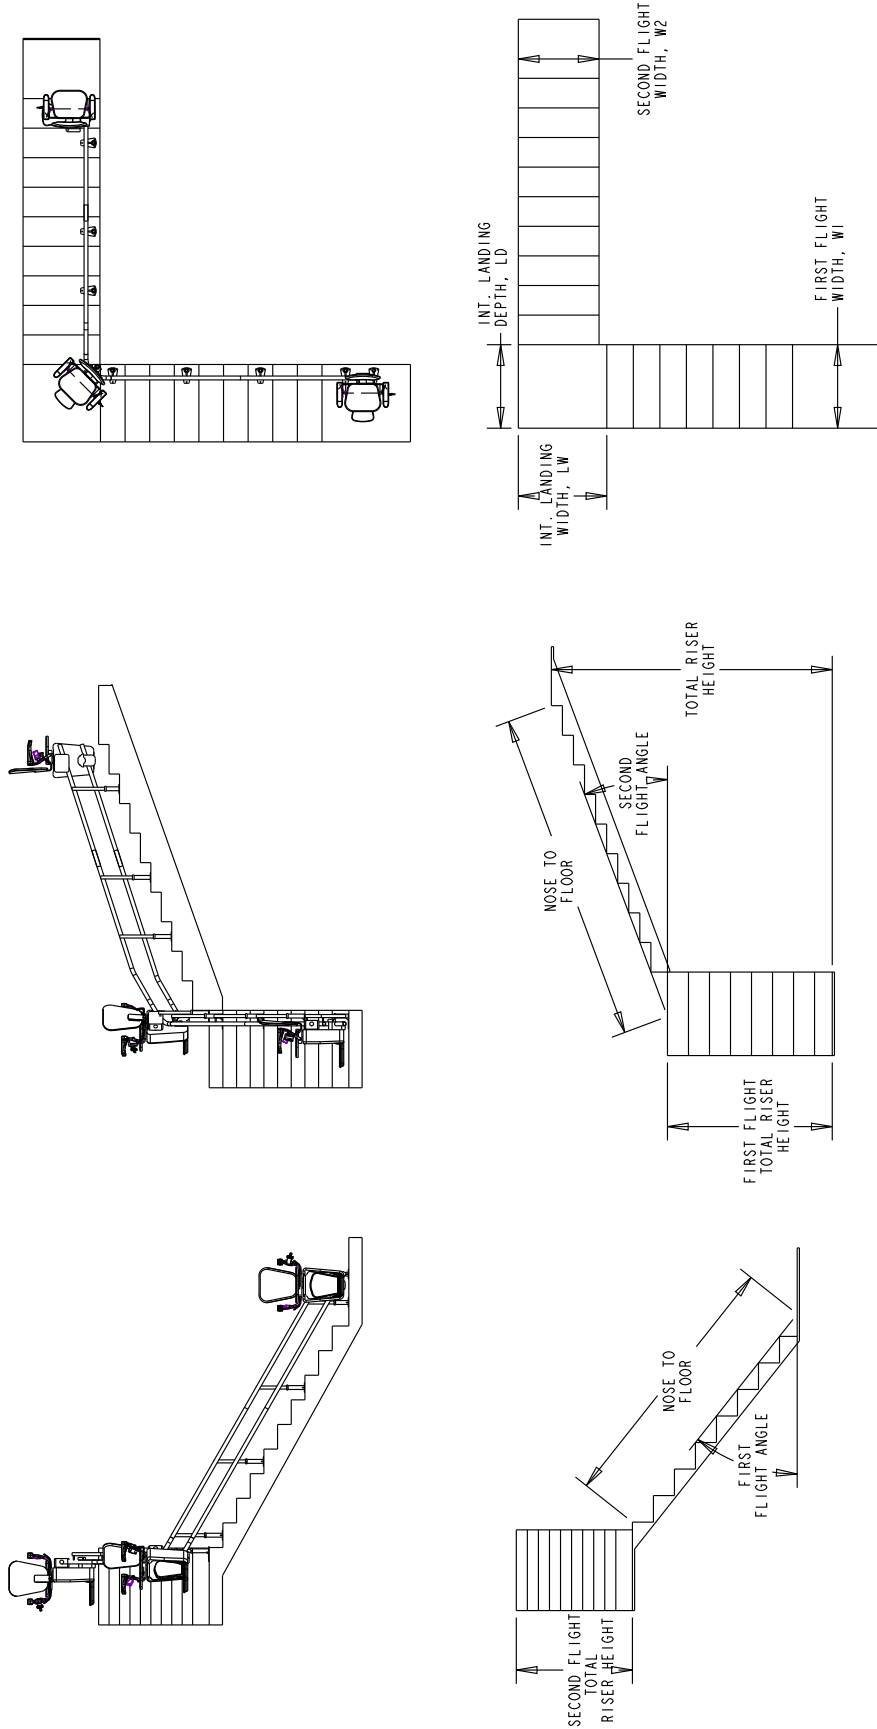 SECOND FLIGHT
WIDTH, W2
INT. LANDING
DEPTH, LD
FIRST FLIGHT
WIDTH, W1
INT. LANDING
WIDTH, LW
TOTAL RISER
HEIGHT
SECOND
FLIGHT ANGLE
NOSE TO
FLOOR
FIRST FLIGHT
TOTAL RISER
HEIGHT
NOSE TO
FLOOR
FIRST
FLIGHT ANGLE
SECOND FLIGHT
TOTAL
RISER HEIGHT